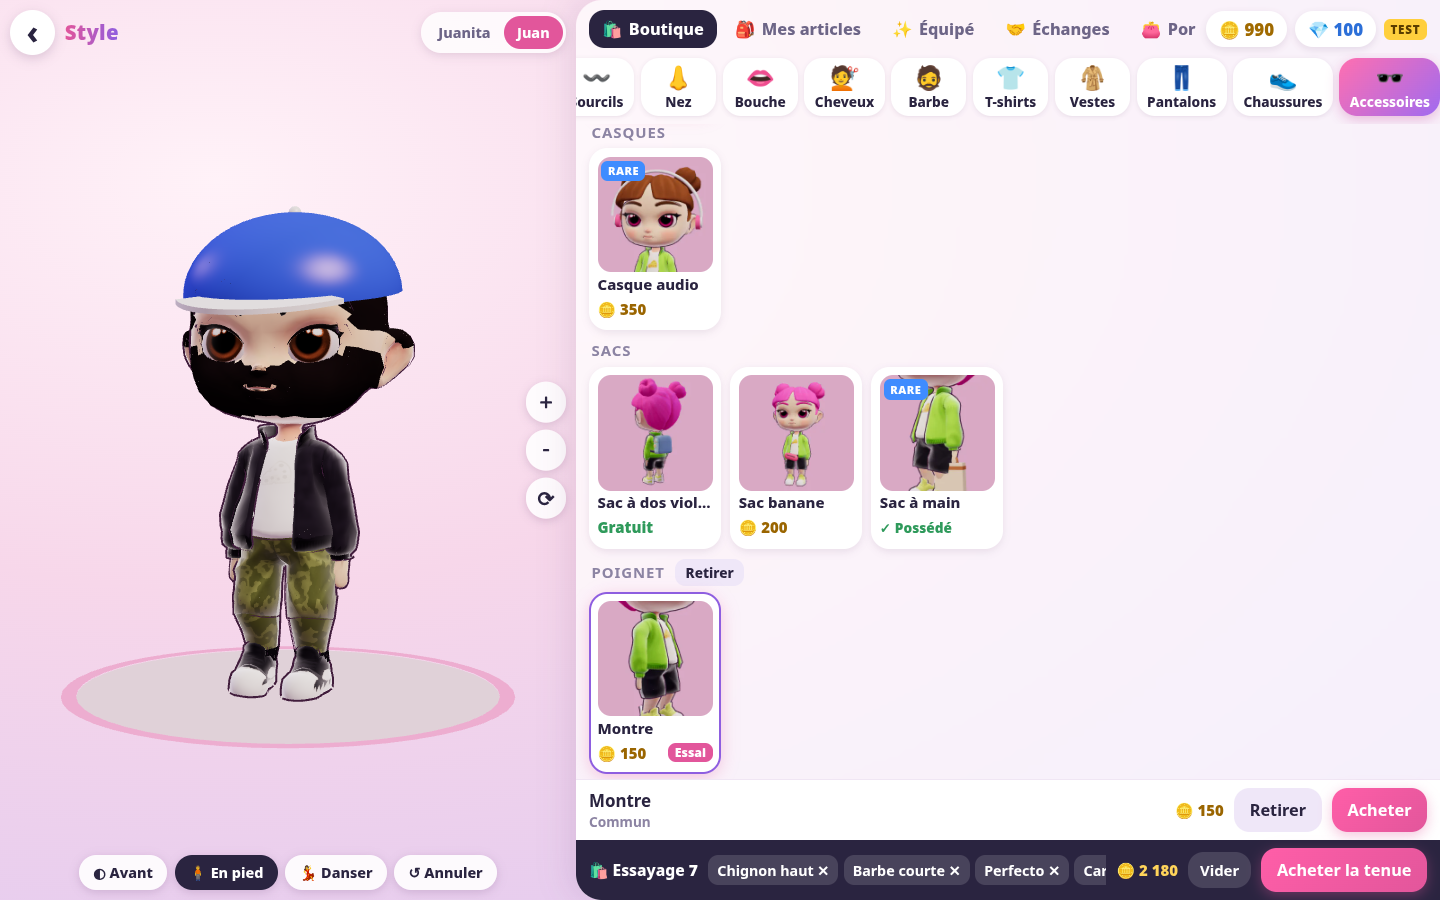 ‹ Style
Juanita Juan
Boutique Mes articles Équipé Échanges Por 990 100 TEST
Sourcils Nez Bouche Cheveux Barbe T-shirts Vestes Pantalons Chaussures Accessoires
CASQUES
RARE
Casque audio
350
SACS
RARE
Sac à dos viol... Sac banane Sac à main
Gratuit 200 ✓ Possédé
POIGNET Retirer
Montre
150 Essai
+
-
⟳
Montre
Commun
150 Retirer Acheter
Avant En pied Danser ↺ Annuler
Essayage 7 Chignon haut ✕ Barbe courte ✕ Perfecto ✕ Car 2 180 Vider Acheter la tenue